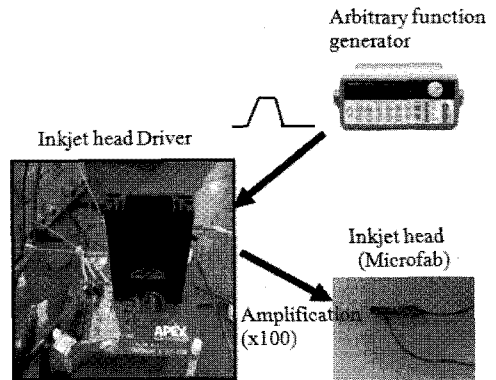 Arbitrary function
generator
Inkjet head Driver
Inkjet head
(Microfab)
Amplification
(x100)
APEX